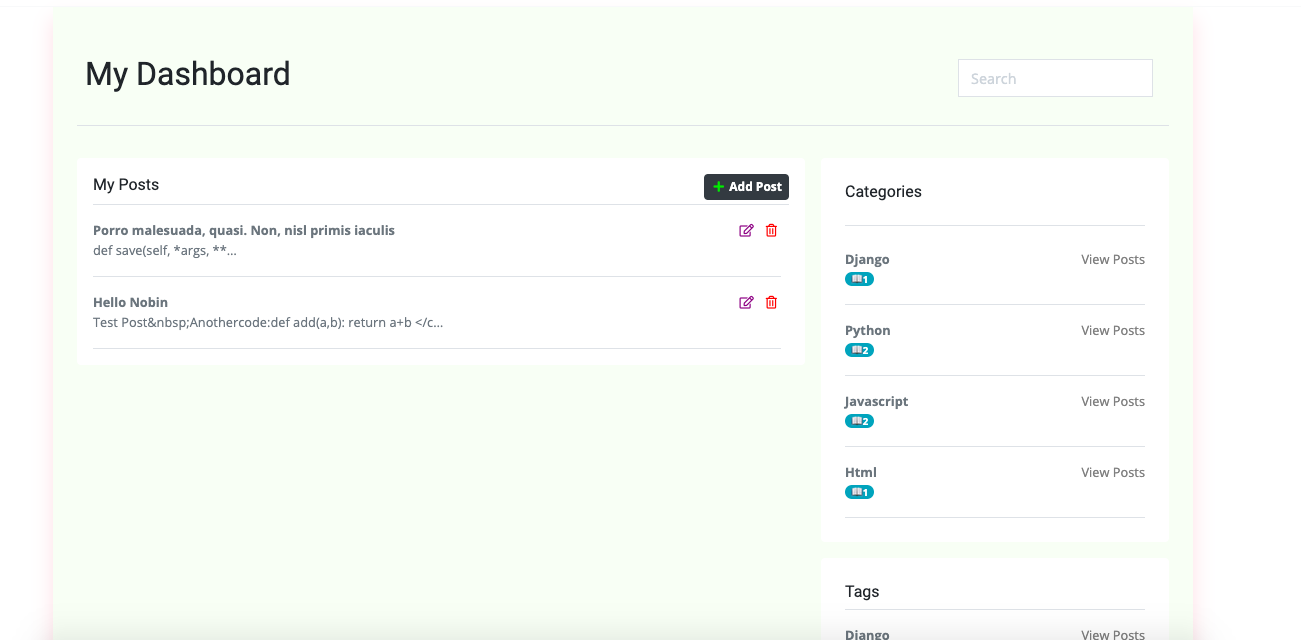 My Dashboard
Search
My Posts
Add Post
Porro malesuada, quasi. Non, nisl primis iaculis
def save(self, *args, **...
Hello Nobin
Test Post&nbsp;Anothercode:def add(a,b): return a+b </c...
Categories
Django
View Posts
1
Python
View Posts
2
Javascript
View Posts
2
Html
View Posts
1
Tags
Django
View Posts